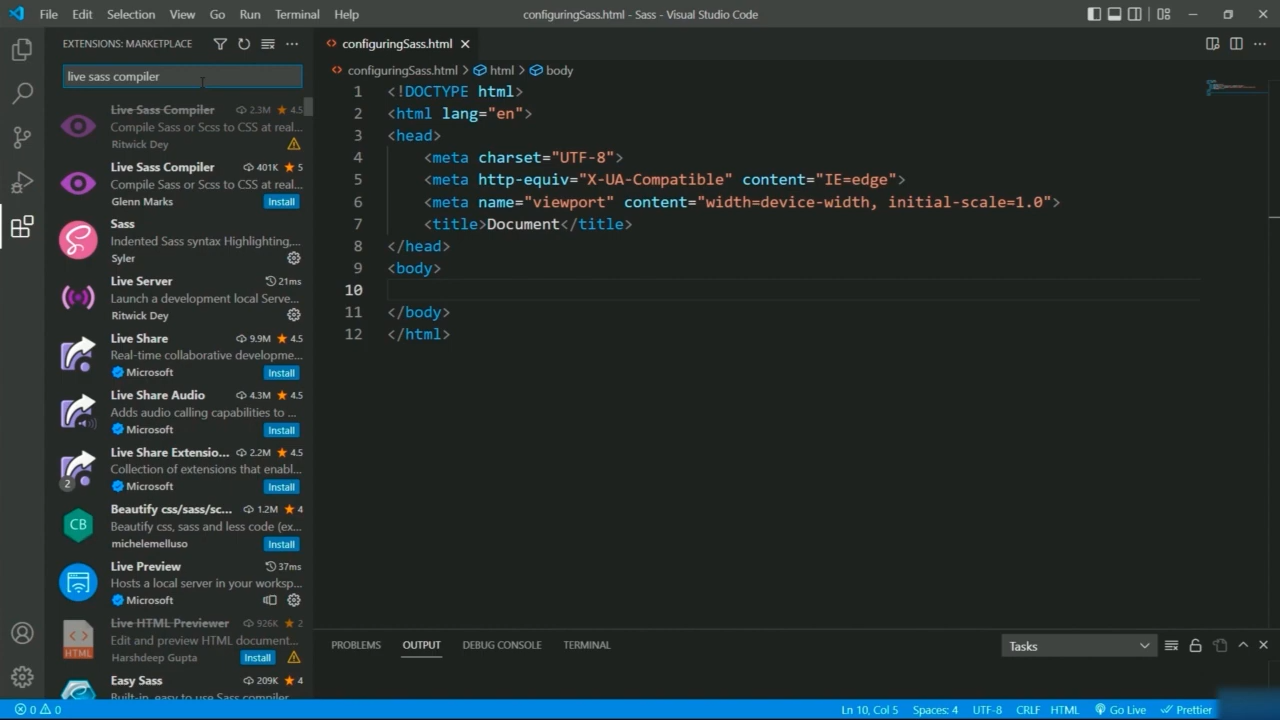 File Edit Selection View Go Run Terminal Help
configuringSass.html - Sass - Visual Studio Code
EXTENSIONS: MARKETPLACE
live sass compiler
Live Sass Compiler 2.3M 4.5
Compile Sass or Scss to CSS at real...
Ritwick Dey
Live Sass Compiler 401K 5
Compile Sass or Scss to CSS at real...
Glenn Marks Install
Sass
Indented Sass syntax Highlighting,...
Syler
Live Server 21ms
Launch a development local Serve...
Ritwick Dey
Live Share 9.9M 4.5
Real-time collaborative developme...
Microsoft Install
Live Share Audio 4.3M 4.5
Adds audio calling capabilities to ...
Microsoft Install
Live Share Extensio... 2.2M 4.5
Collection of extensions that enabl...
2 Microsoft Install
Beautify css/sass/sc... 1.2M 4
CB
Beautify css, sass and less code (ex...
michelemelluso Install
Live Preview 37ms
Hosts a local server in your worksp...
Microsoft
Live HTML Previewer 926K 2
Edit and preview HTML document...
HTML
Harshdeep Gupta Install
Easy Sass 209K 4
Built-in, easy to use Sass compiler
configuringSass.html
configuringSass.html > html > body
1 <!DOCTYPE html>
2 <html lang="en">
3 <head>
4 <meta charset="UTF-8">
5 <meta http-equiv="X-UA-Compatible" content="IE=edge">
6 <meta name="viewport" content="width=device-width, initial-scale=1.0">
7 <title>Document</title>
8 </head>
9 <body>
10
11 </body>
12 </html>
PROBLEMS OUTPUT DEBUG CONSOLE TERMINAL
Tasks
0 0
Ln 10, Col 5 Spaces: 4 UTF-8 CRLF HTML Go Live Prettier